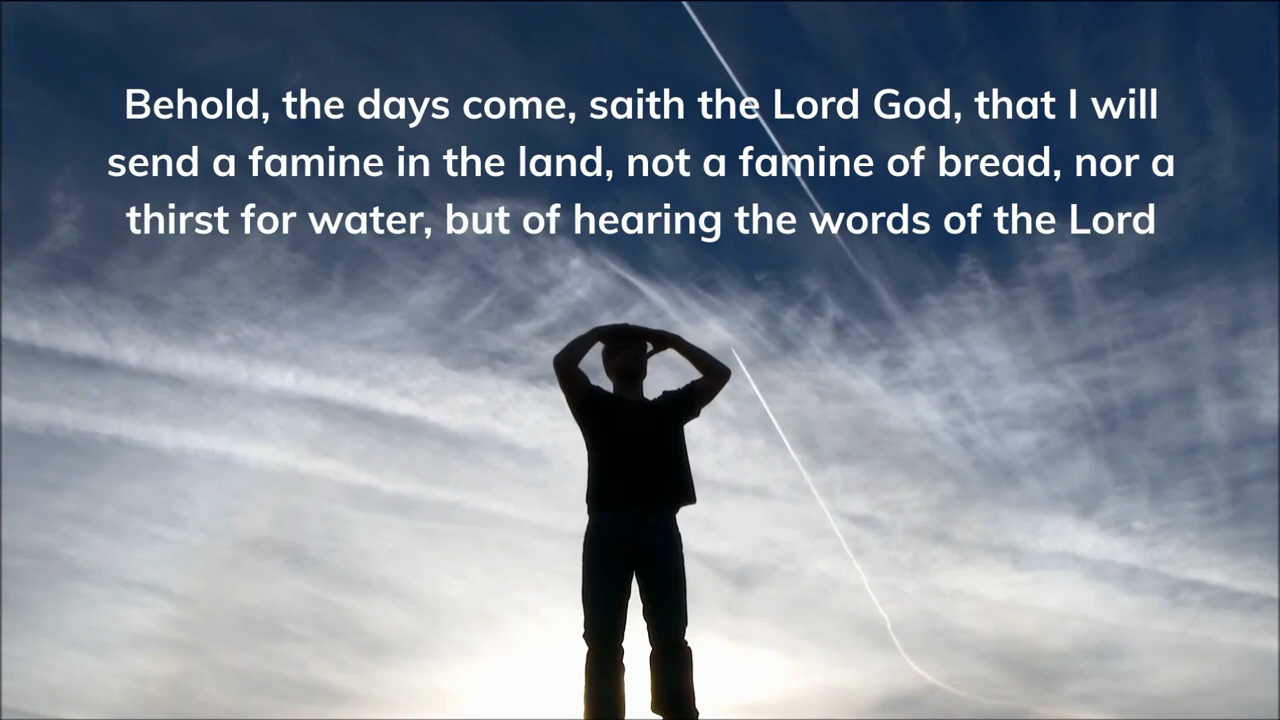 Behold, the days come, saith the Lord God, that I will
send a famine in the land, not a famine of bread, nor a
thirst for water, but of hearing the words of the Lord